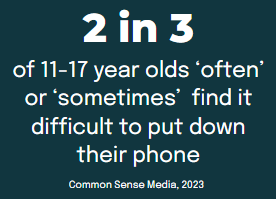 2 in 3
of 11-17 year olds ‘often’
or ‘sometimes’ find it
difficult to put down
their phone
Common Sense Media, 2023